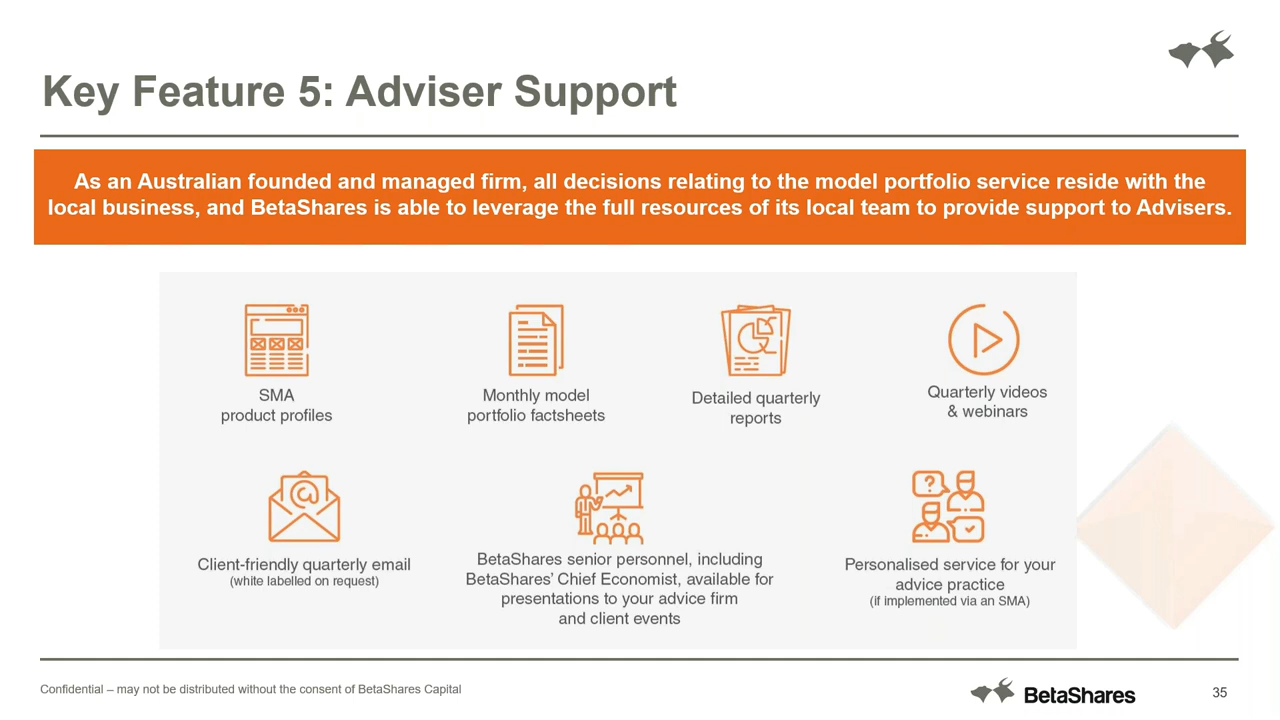 Key Feature 5: Adviser Support
As an Australian founded and managed firm, all decisions relating to the model portfolio service reside with the
local business, and BetaShares is able to leverage the full resources of its local team to provide support to Advisers.
SMA
product profiles
Monthly model
portfolio factsheets
Detailed quarterly
reports
Quarterly videos
& webinars
Client-friendly quarterly email
(white labelled on request)
BetaShares senior personnel, including
BetaShares' Chief Economist, available for
presentations to your advice firm
and client events
Personalised service for your
advice practice
(if implemented via an SMA)
Confidential – may not be distributed without the consent of BetaShares Capital
BetaShares
35